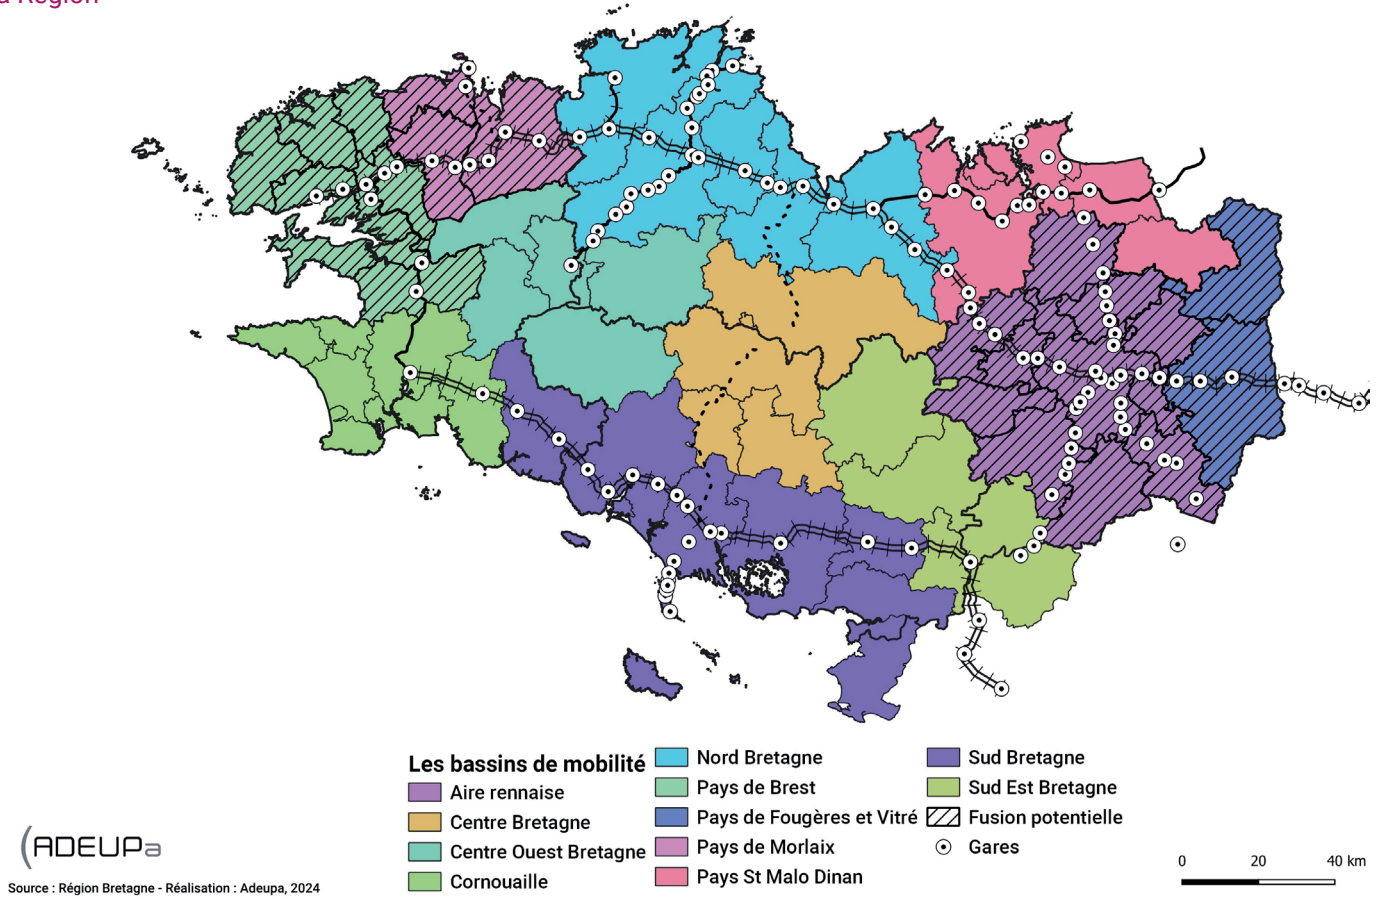 a Région
Les bassins de mobilité
Aire rennaise
Centre Bretagne
Centre Ouest Bretagne
Cornouaille
Nord Bretagne
Pays de Brest
Pays de Fougères et Vitré
Pays de Morlaix
Pays St Malo Dinan
Sud Bretagne
Sud Est Bretagne
Fusion potentielle
Gares
(ADEUPa
Source : Région Bretagne - Réalisation : Adeupa, 2024
0 20 40 km